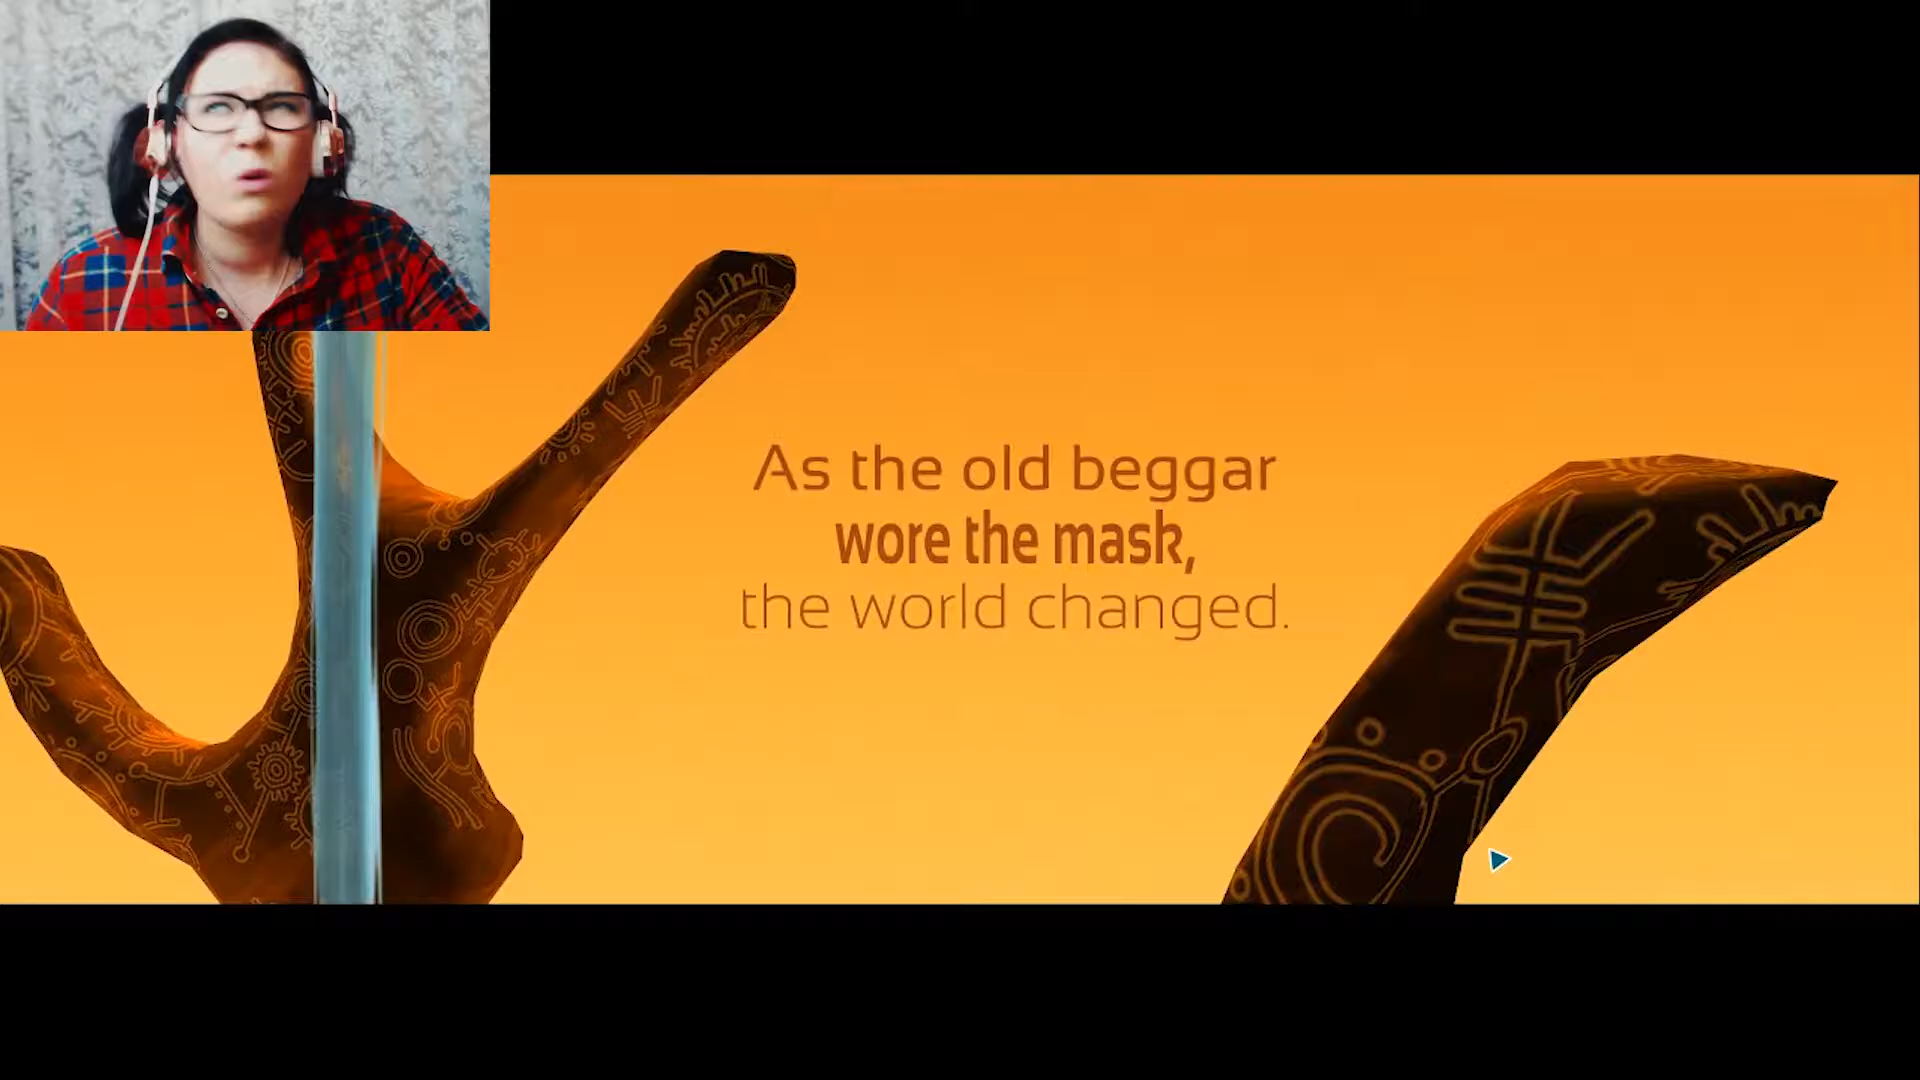 As the old beggar
wore the mask,
the world changed.